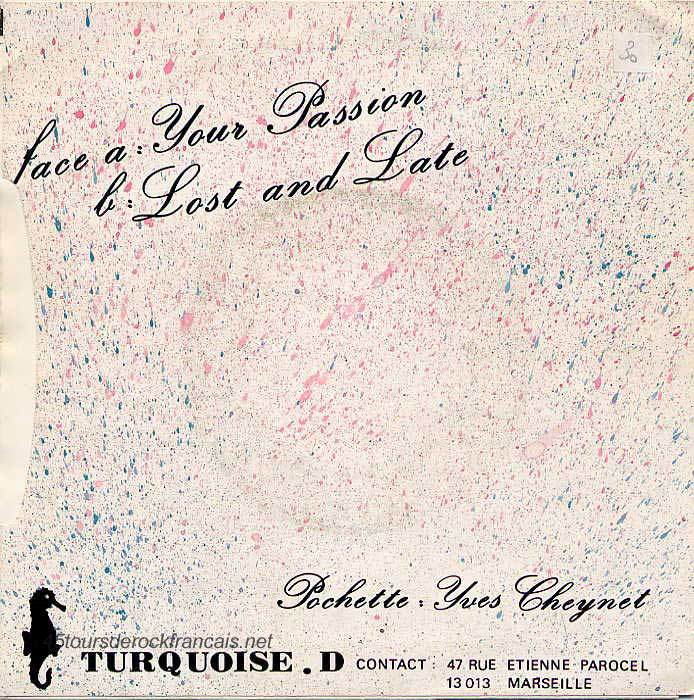 face a : Your Passion
b : Lost and Late
Pochette : Yves Cheynet
45toursderockfrancais.net
TURQUOISE . D CONTACT : 47 RUE ETIENNE PAROCEL
13 013 MARSEILLE